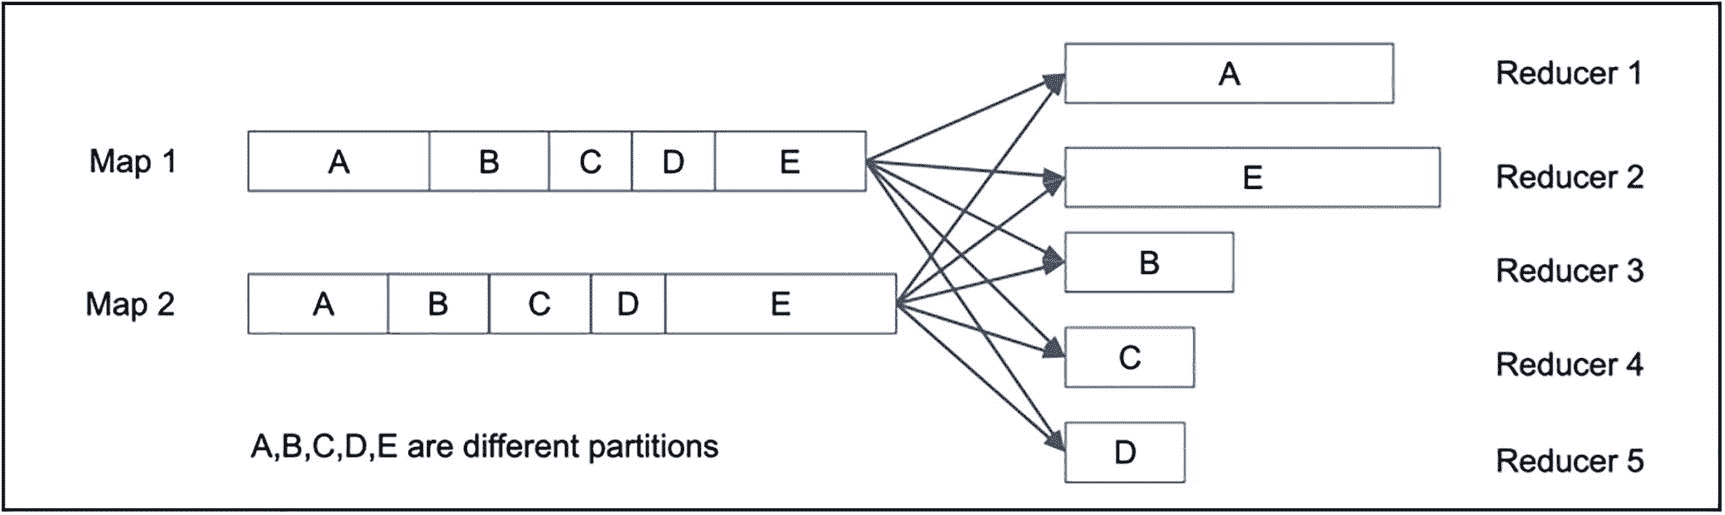 Map 1
A B C D E
Map 2
A B C D E
A,B,C,D,E are different partitions
A Reducer 1
E Reducer 2
B Reducer 3
C Reducer 4
D Reducer 5